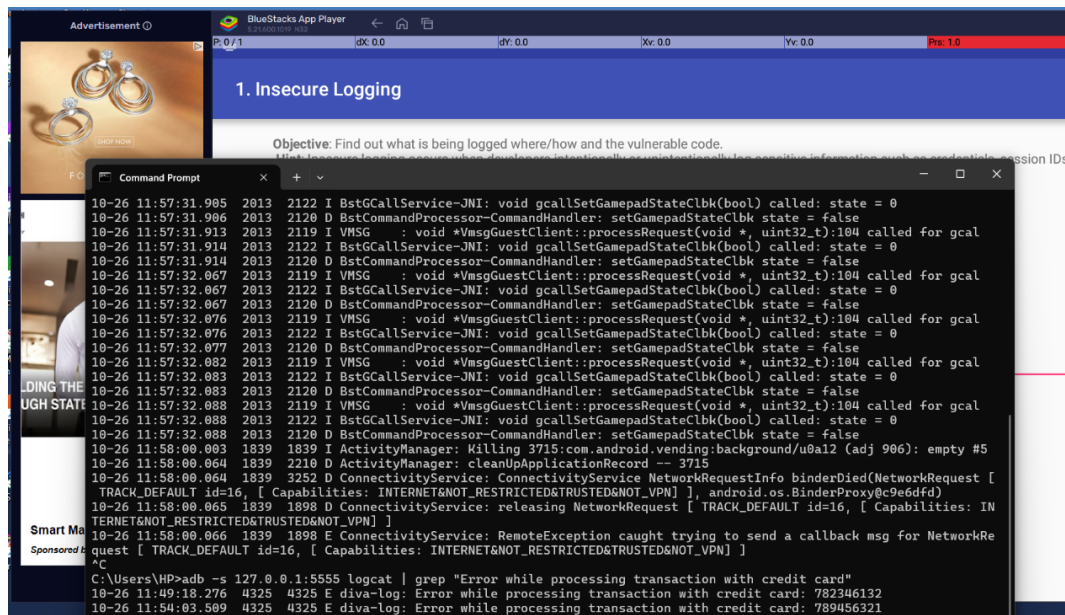 Advertisement
BlueStacks App Player
5.21.600.1019 N32
P: 0 / 1 dX: 0.0 dY: 0.0 Xv: 0.0 Yv: 0.0 Prs: 1.0
1. Insecure Logging
SHOP NOW
Objective: Find out what is being logged where/how and the vulnerable code.
FO
Command Prompt
10-26 11:57:31.905 2013 2122 I BstGCallService-JNI: void gcallSetGamepadStateClbk(bool) called: state = 0
10-26 11:57:31.906 2013 2120 D BstCommandProcessor-CommandHandler: setGamepadStateClbk state = false
10-26 11:57:31.913 2013 2119 I VMSG : void *VmsgGuestClient::processRequest(void *, uint32_t):104 called for gcal
10-26 11:57:31.914 2013 2122 I BstGCallService-JNI: void gcallSetGamepadStateClbk(bool) called: state = 0
10-26 11:57:31.914 2013 2120 D BstCommandProcessor-CommandHandler: setGamepadStateClbk state = false
10-26 11:57:32.067 2013 2119 I VMSG : void *VmsgGuestClient::processRequest(void *, uint32_t):104 called for gcal
10-26 11:57:32.067 2013 2122 I BstGCallService-JNI: void gcallSetGamepadStateClbk(bool) called: state = 0
10-26 11:57:32.067 2013 2120 D BstCommandProcessor-CommandHandler: setGamepadStateClbk state = false
10-26 11:57:32.076 2013 2119 I VMSG : void *VmsgGuestClient::processRequest(void *, uint32_t):104 called for gcal
10-26 11:57:32.076 2013 2122 I BstGCallService-JNI: void gcallSetGamepadStateClbk(bool) called: state = 0
10-26 11:57:32.077 2013 2120 D BstCommandProcessor-CommandHandler: setGamepadStateClbk state = false
10-26 11:57:32.082 2013 2119 I VMSG : void *VmsgGuestClient::processRequest(void *, uint32_t):104 called for gcal
10-26 11:57:32.083 2013 2122 I BstGCallService-JNI: void gcallSetGamepadStateClbk(bool) called: state = 0
10-26 11:57:32.083 2013 2120 D BstCommandProcessor-CommandHandler: setGamepadStateClbk state = false
10-26 11:57:32.088 2013 2119 I VMSG : void *VmsgGuestClient::processRequest(void *, uint32_t):104 called for gcal
10-26 11:57:32.088 2013 2122 I BstGCallService-JNI: void gcallSetGamepadStateClbk(bool) called: state = 0
10-26 11:57:32.088 2013 2120 D BstCommandProcessor-CommandHandler: setGamepadStateClbk state = false
10-26 11:58:00.003 1839 1839 I ActivityManager: Killing 3715:com.android.vending:background/u0a12 (adj 906): empty #5
10-26 11:58:00.064 1839 2210 D ActivityManager: cleanUpApplicationRecord -- 3715
10-26 11:58:00.064 1839 3252 D ConnectivityService: ConnectivityService NetworkRequestInfo binderDied(NetworkRequest [
TRACK_DEFAULT id=16, [ Capabilities: INTERNET&NOT_RESTRICTED&TRUSTED&NOT_VPN] ], android.os.BinderProxy@c9e6dfd)
10-26 11:58:00.065 1839 1898 D ConnectivityService: releasing NetworkRequest [ TRACK_DEFAULT id=16, [ Capabilities: IN
TERNET&NOT_RESTRICTED&TRUSTED&NOT_VPN] ]
10-26 11:58:00.066 1839 1898 E ConnectivityService: RemoteException caught trying to send a callback msg for NetworkRe
quest [ TRACK_DEFAULT id=16, [ Capabilities: INTERNET&NOT_RESTRICTED&TRUSTED&NOT_VPN] ]
^C
C:\Users\HP>adb -s 127.0.0.1:5555 logcat | grep "Error while processing transaction with credit card"
10-26 11:49:18.276 4325 4325 E diva-log: Error while processing transaction with credit card: 782346132
10-26 11:54:03.509 4325 4325 E diva-log: Error while processing transaction with credit card: 789456321
LDING THE
UGH STATE
Smart Ma
Sponsored b